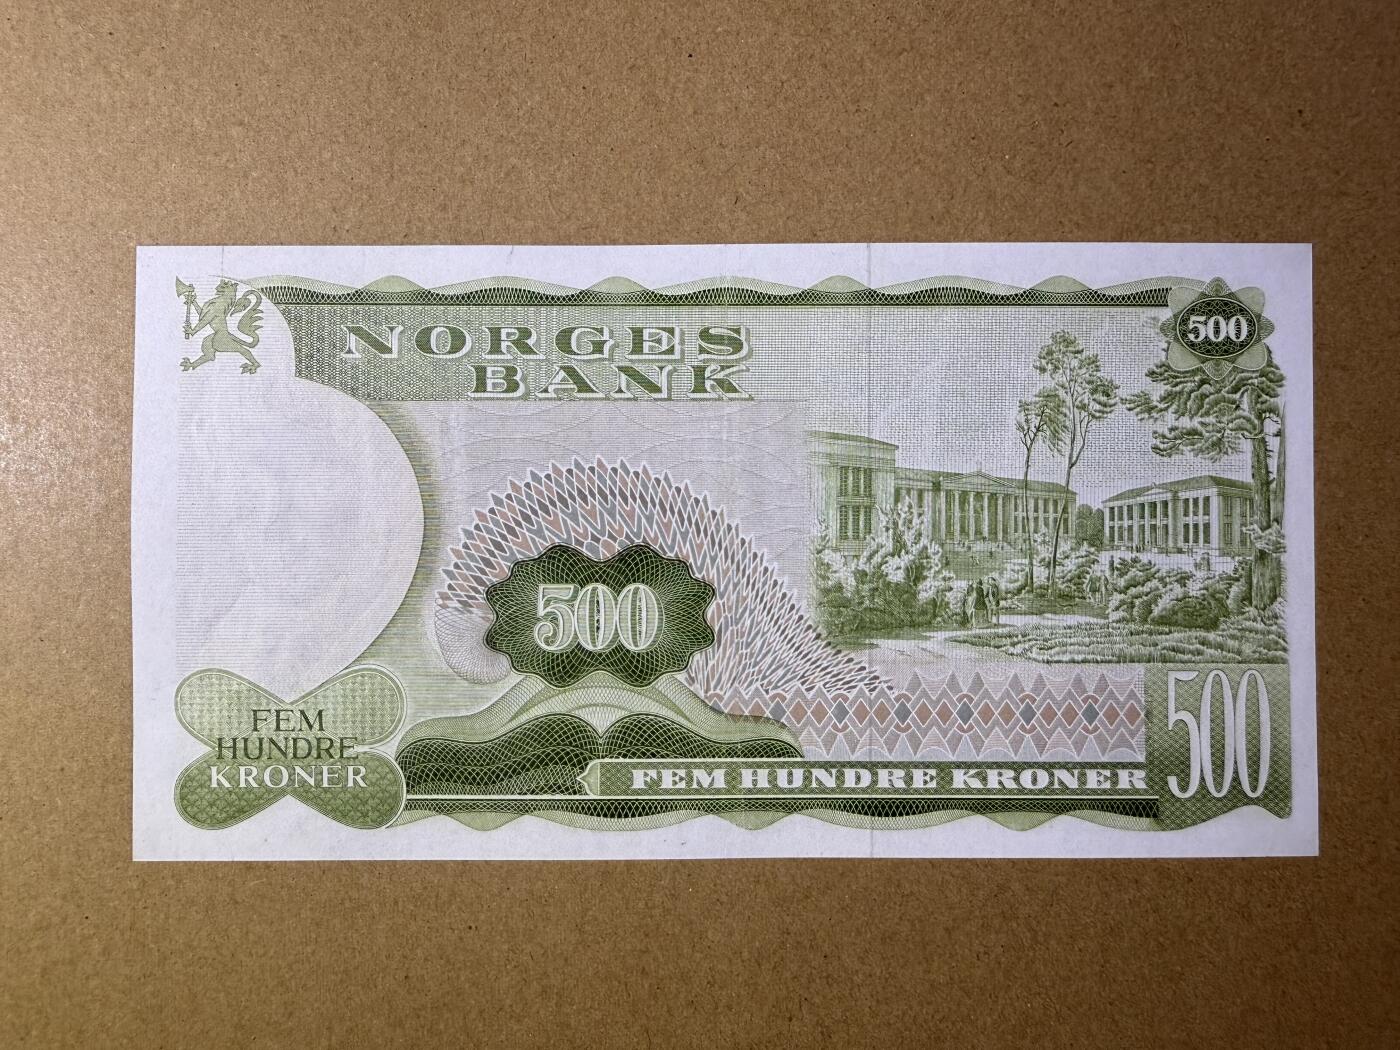 NORGES
BANK
500
500
FEM
HUNDRE
KRONER
FEM HUNDRE KRONER
500